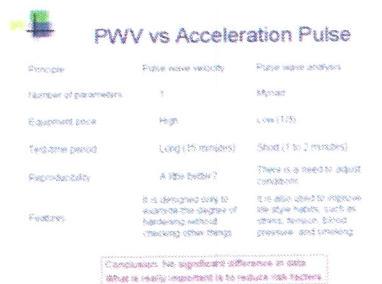 PWV vs Acceleration Pulse
Principle Pulse wave velocity Pulse wave analysis
Number of parameters 1 Myriad
Equipment price High Low (1/3)
Test-time period Long (15 minutes) Short (1 to 2 minutes)
Reproducibility A little better? There is a need to adjust
conditions
Features It is designed only to
examine the degree of
hardening without
checking other things
It is also used to improve
life style habits, such as
stress, tension, blood
pressure, and smoking
Conclusion: No significant difference in data
What is really important is to reduce risk factors